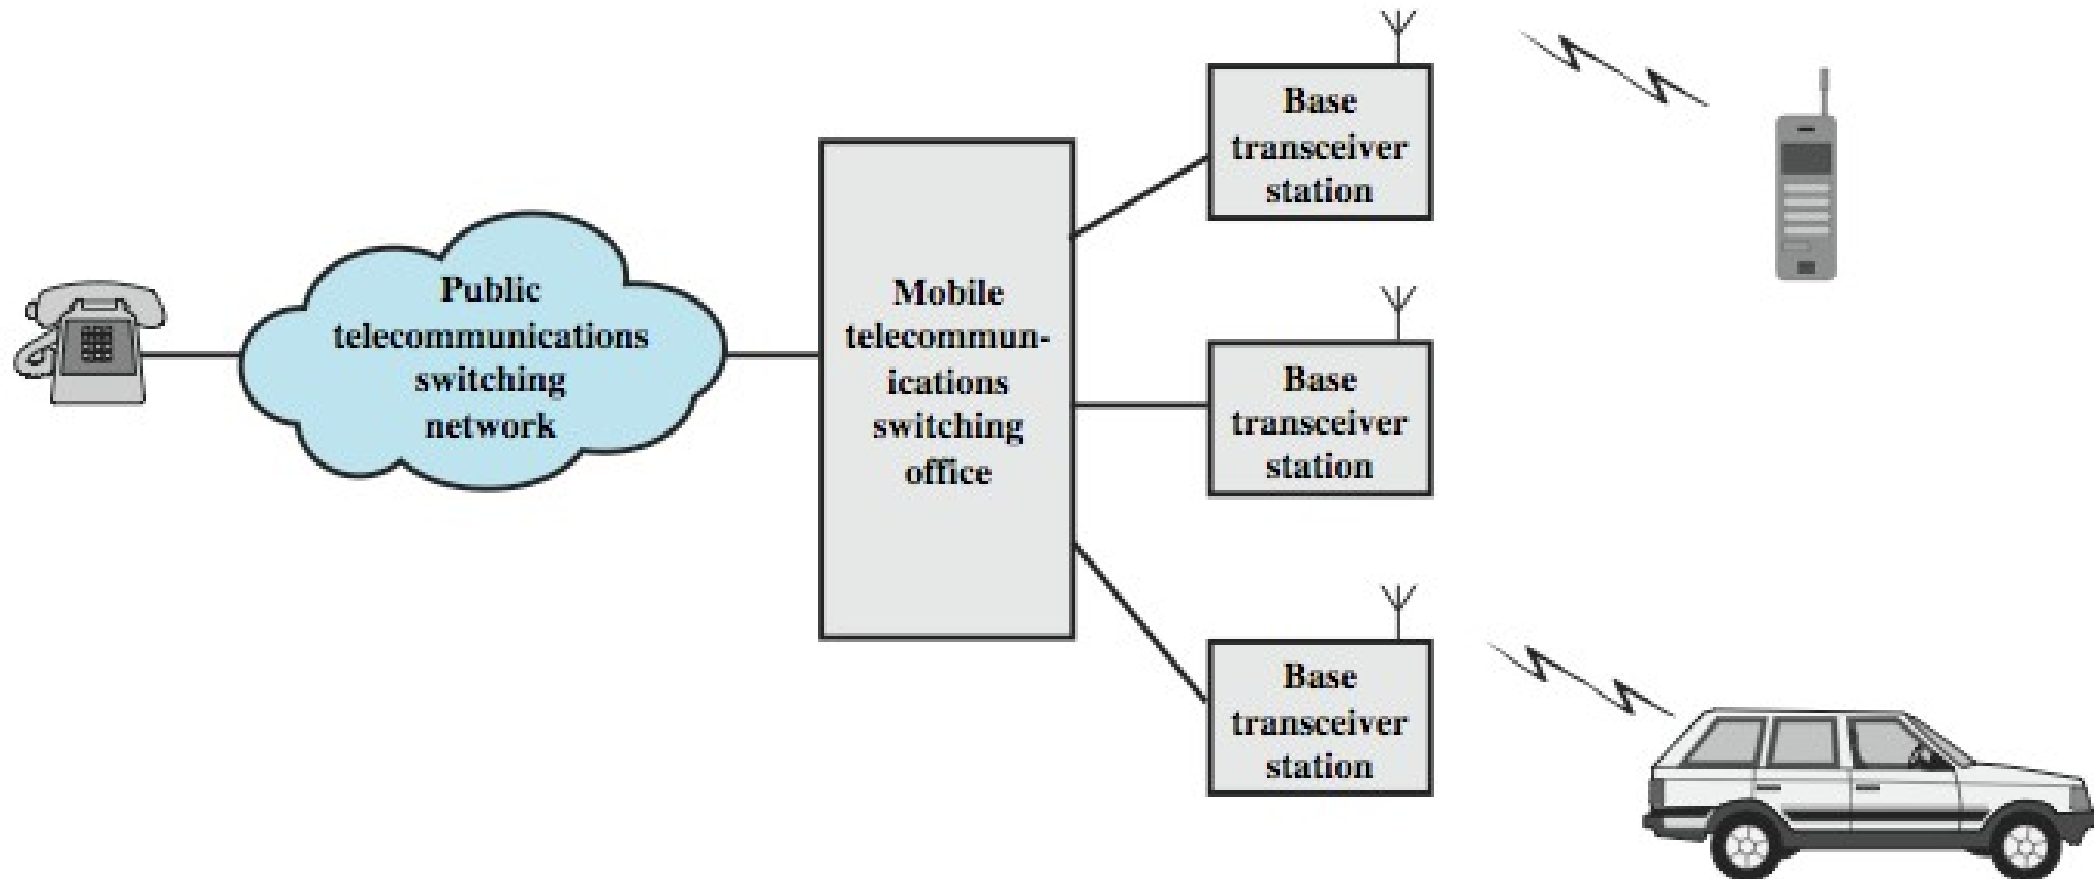 Public
telecommunications
switching
network
Mobile
telecommun-
ications
switching
office
Base
transceiver
station
Base
transceiver
station
Base
transceiver
station